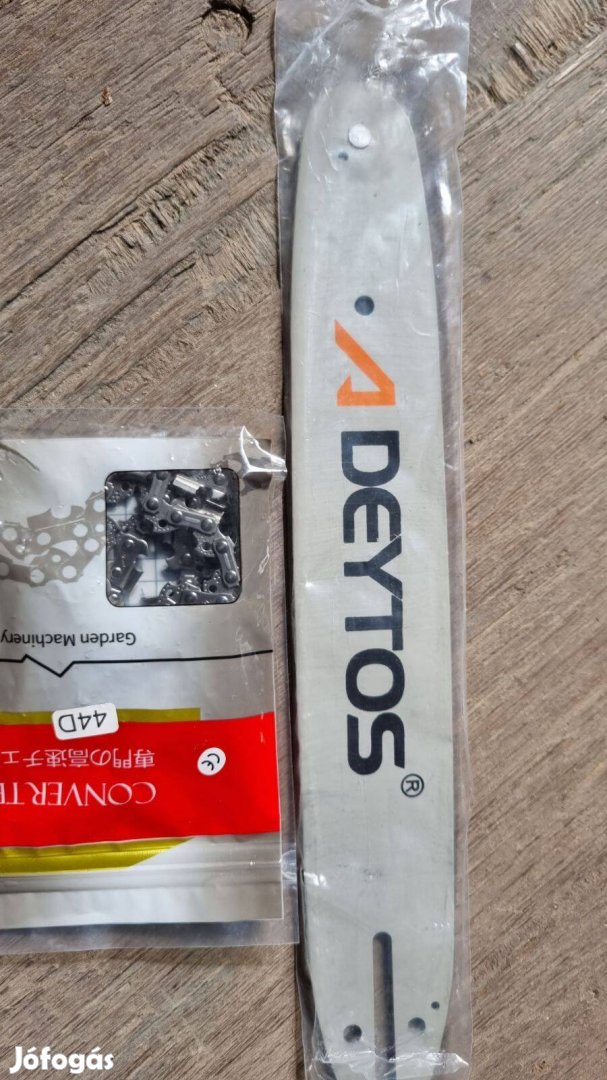 DEYTOS®
Garden Machinery
44D
専門の高速チェ
CE
CONVERTE
Jófogás